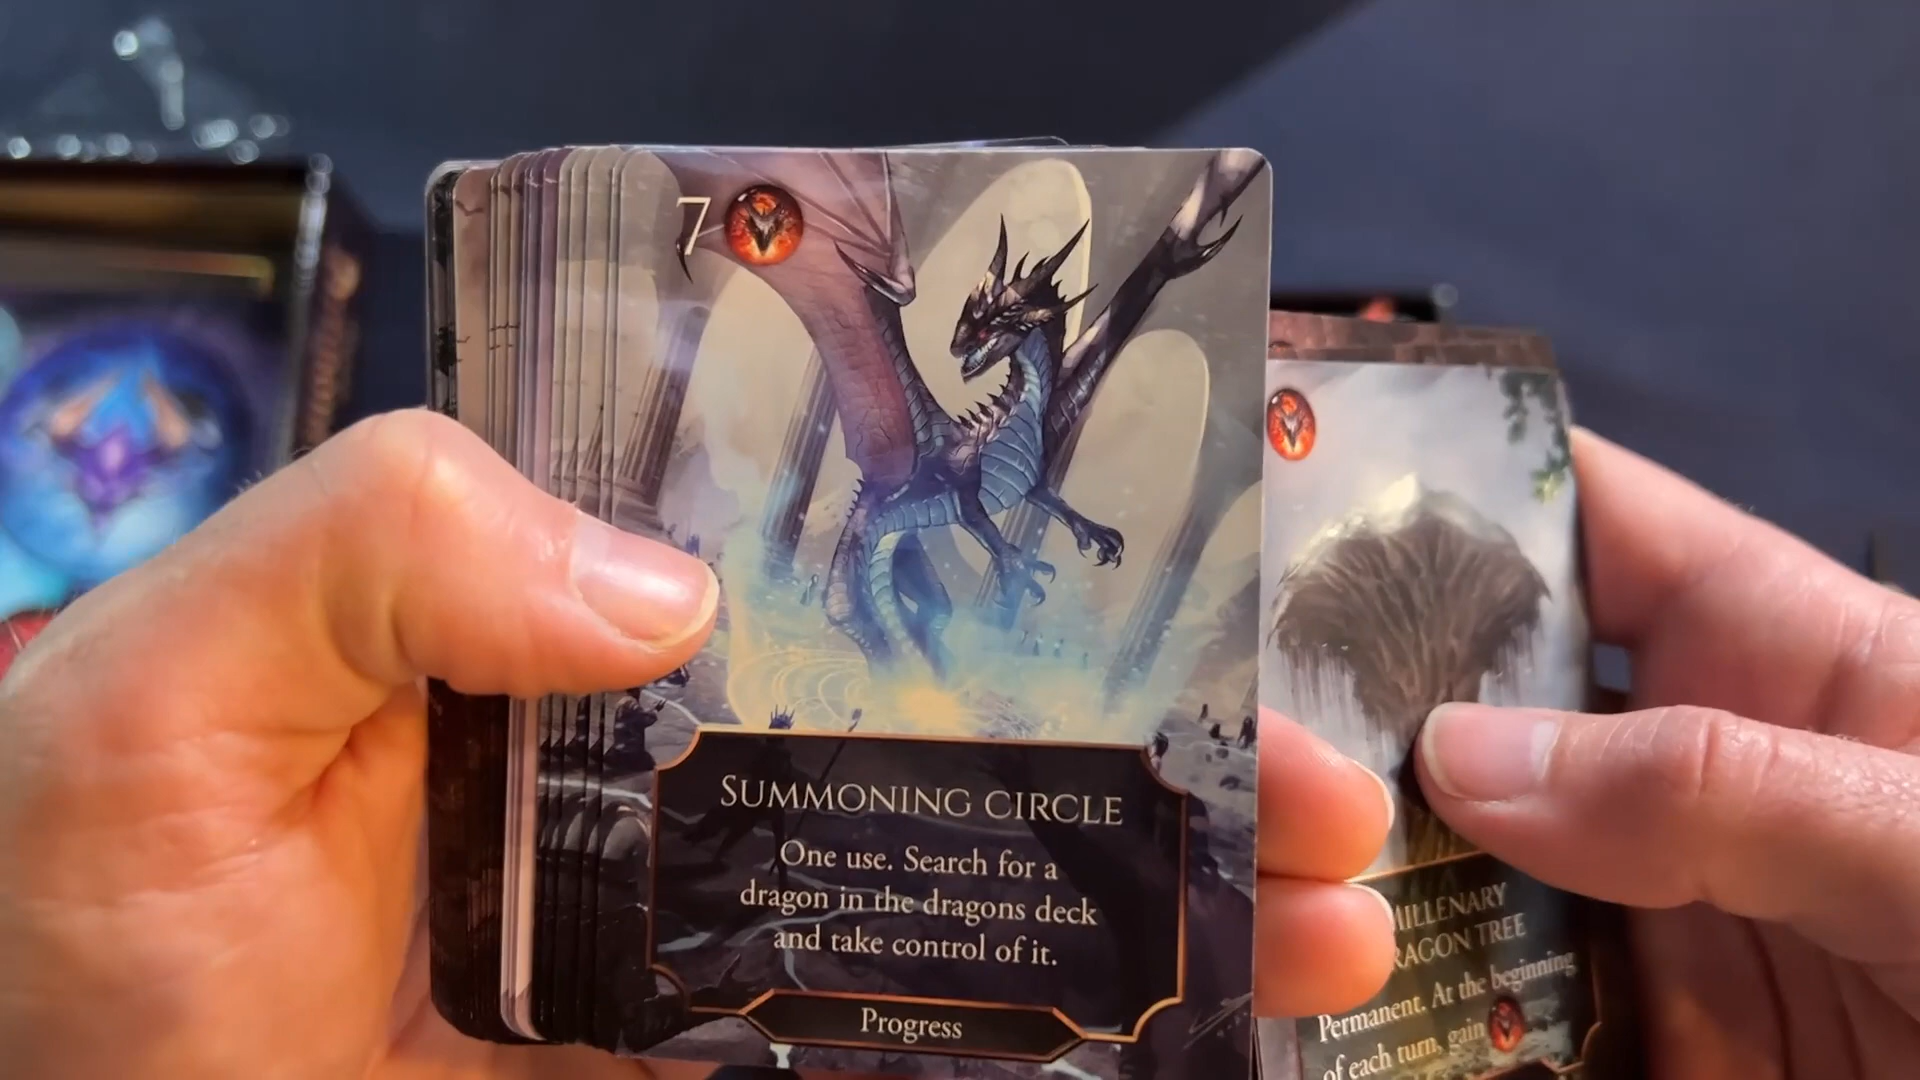 7
SUMMONING CIRCLE
One use. Search for a
dragon in the dragons deck
and take control of it.
Progress
MILLENARY
DRAGON TREE
Permanent. At the beginning
of each turn, gain